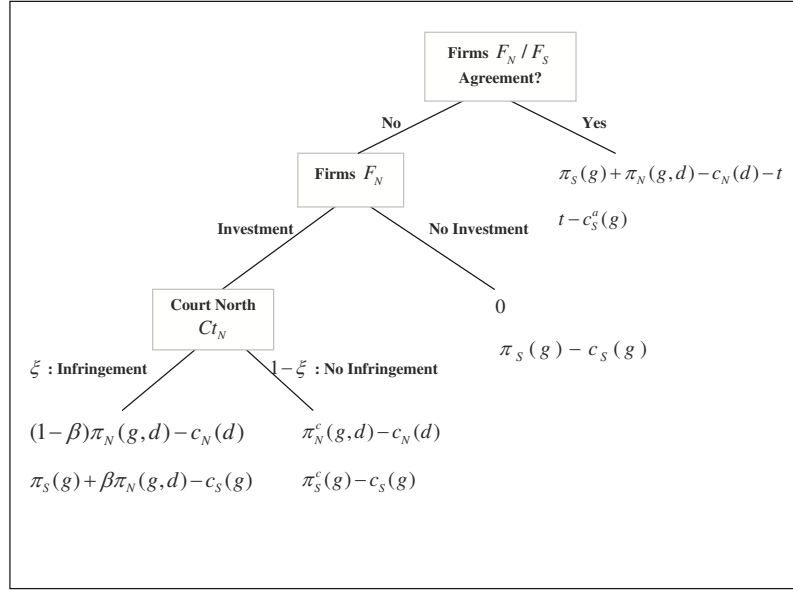 Firms F_N / F_S
Agreement?
No
Yes
Firms F_N
π_S(g)+π_N(g,d)−c_N(d)−t
t−c_S^a(g)
Investment
No Investment
Court North
Ct_N
0
π_S(g)−c_S(g)
ξ : Infringement
1−ξ : No Infringement
(1−β)π_N(g,d)−c_N(d)
π_N^c(g,d)−c_N(d)
π_S(g)+βπ_N(g,d)−c_S(g)
π_S^c(g)−c_S(g)